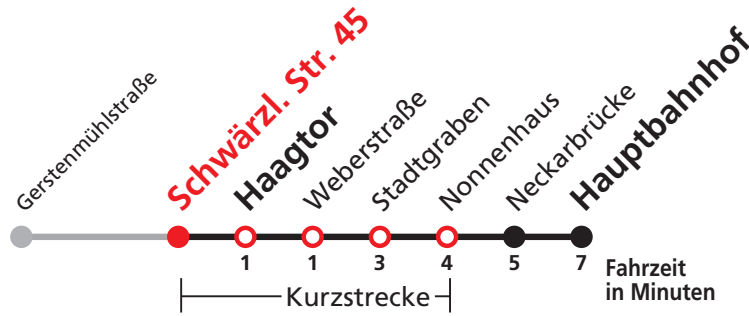 Gerstenmühlstraße
Schwärzl. Str. 45
Haagtor
Weberstraße
Stadtgraben
Nonnenhaus
Neckarbrücke
Hauptbahnhof
1 1 3 4 5 7
Fahrzeit
in Minuten
Kurzstrecke